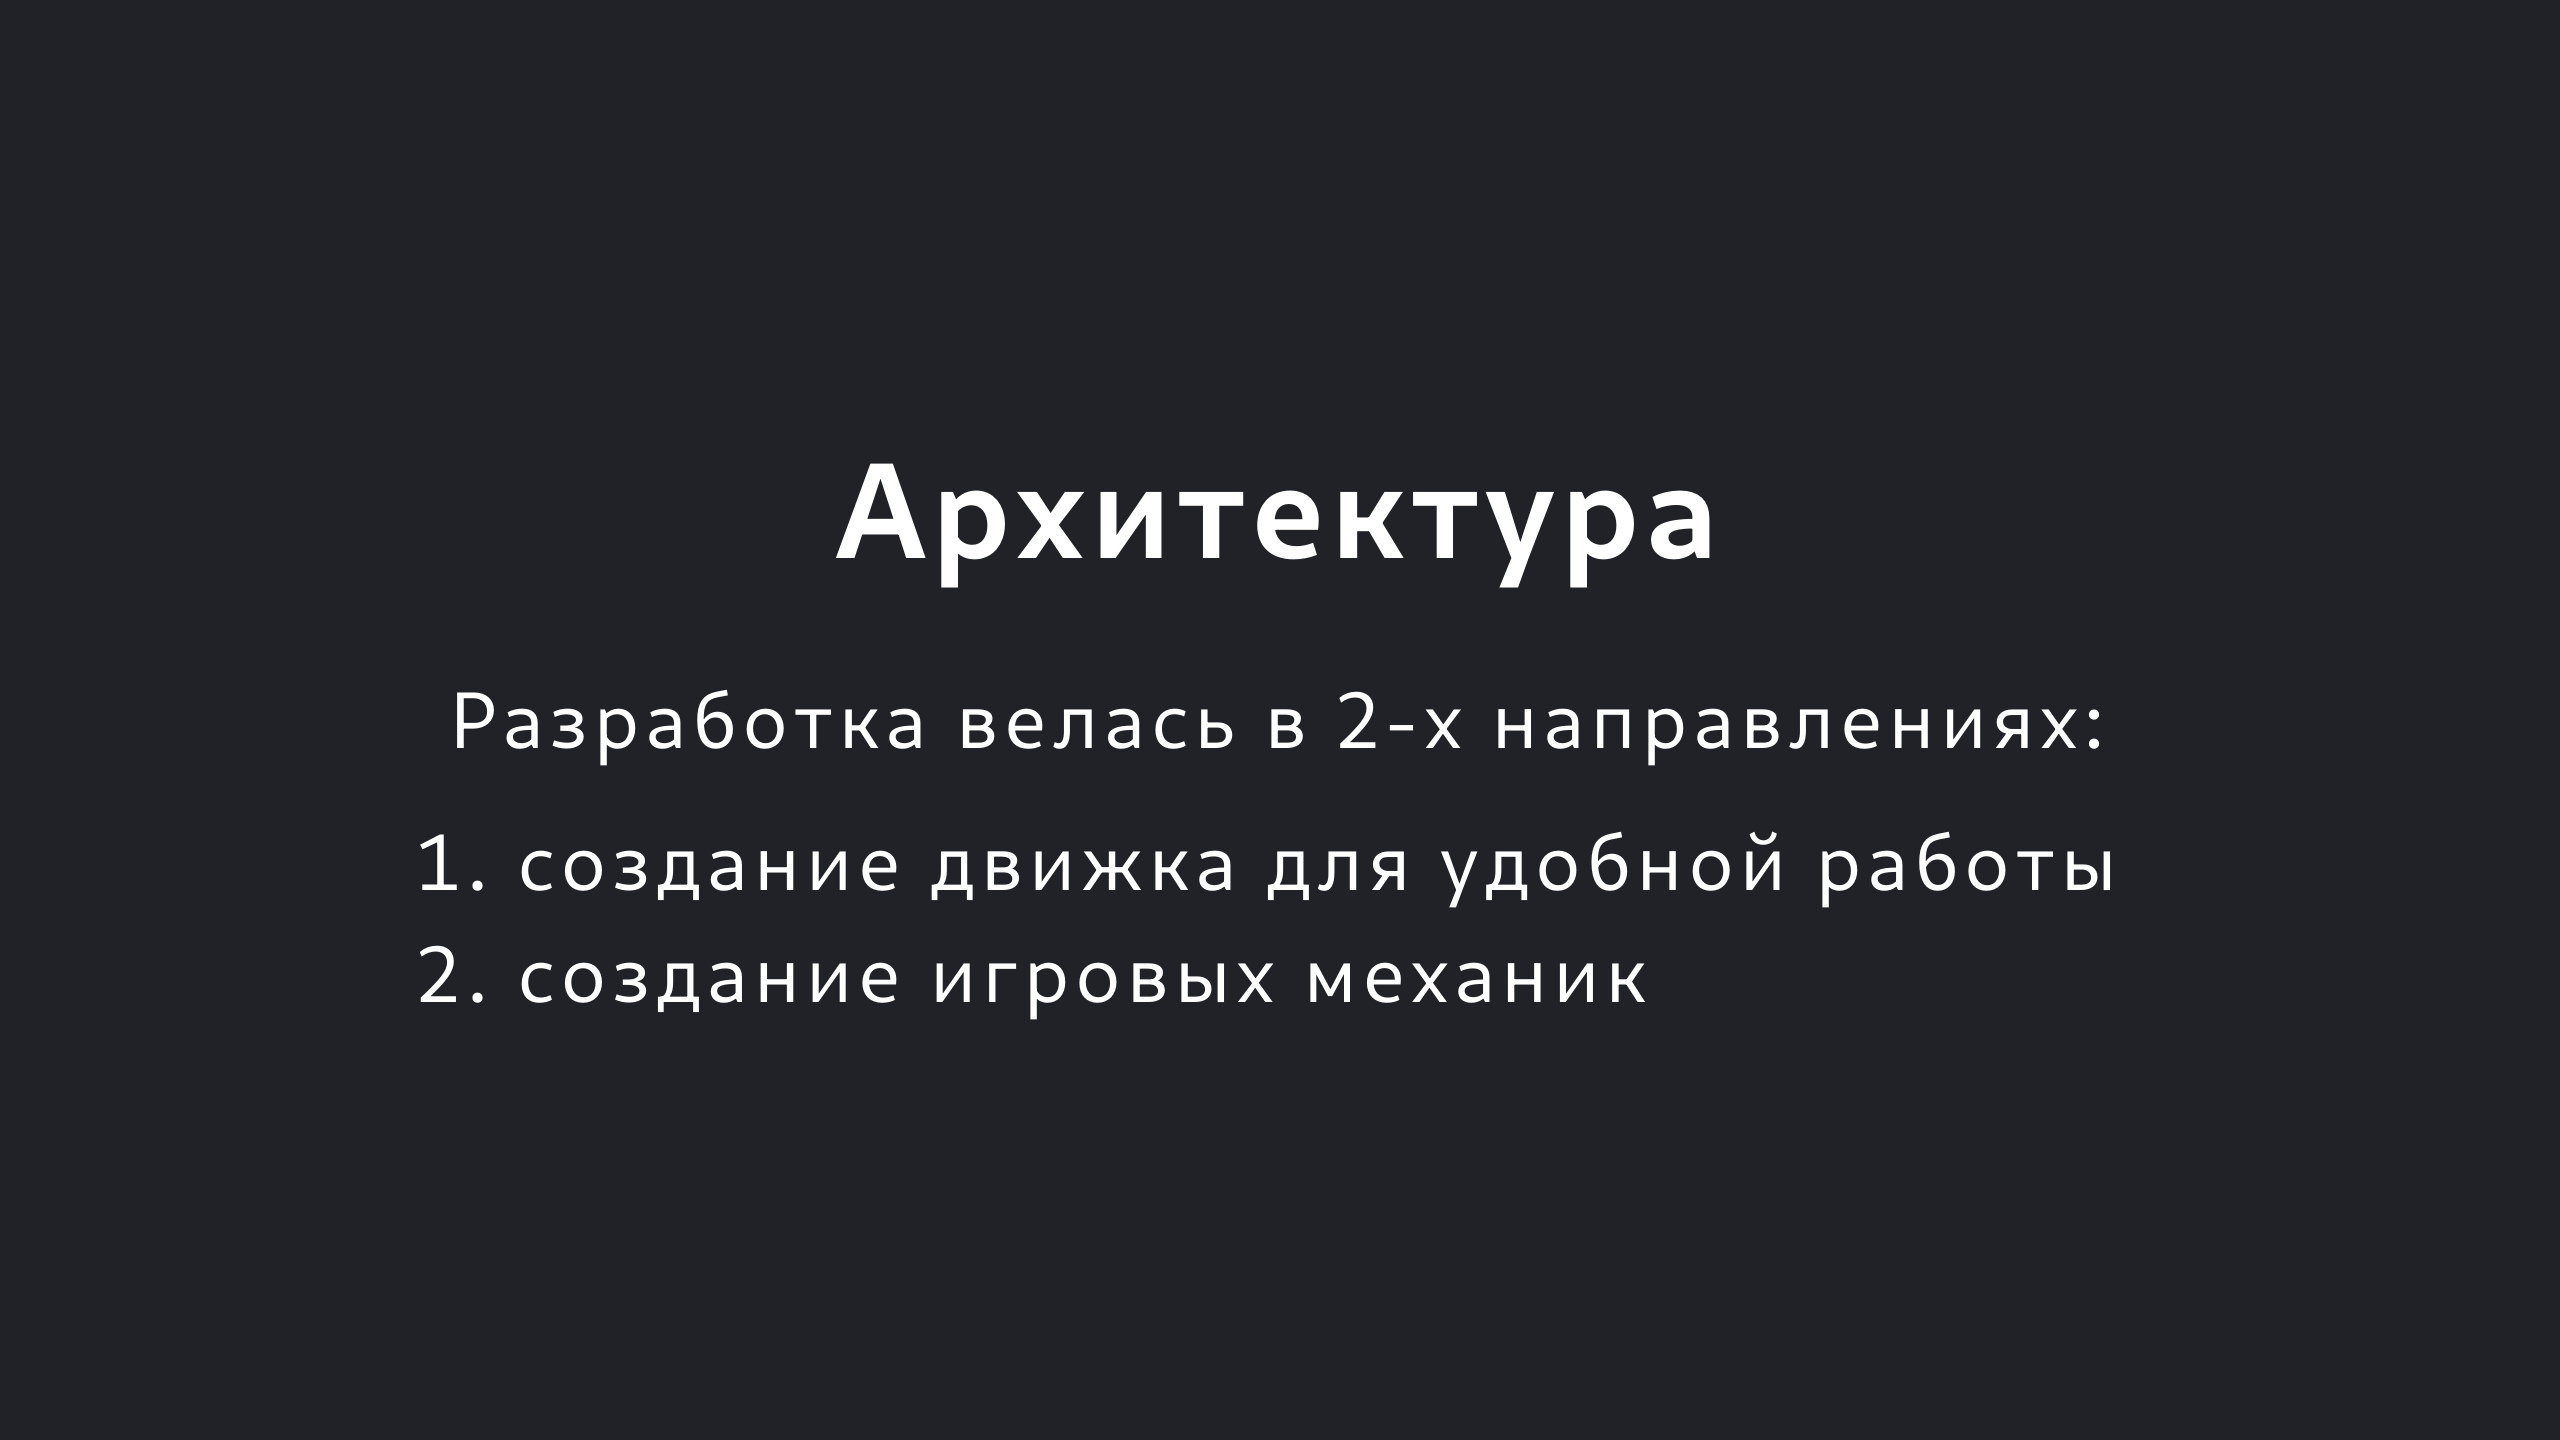 Архитектура
Разработка велась в 2-х направлениях:
1. создание движка для удобной работы
2. создание игровых механик